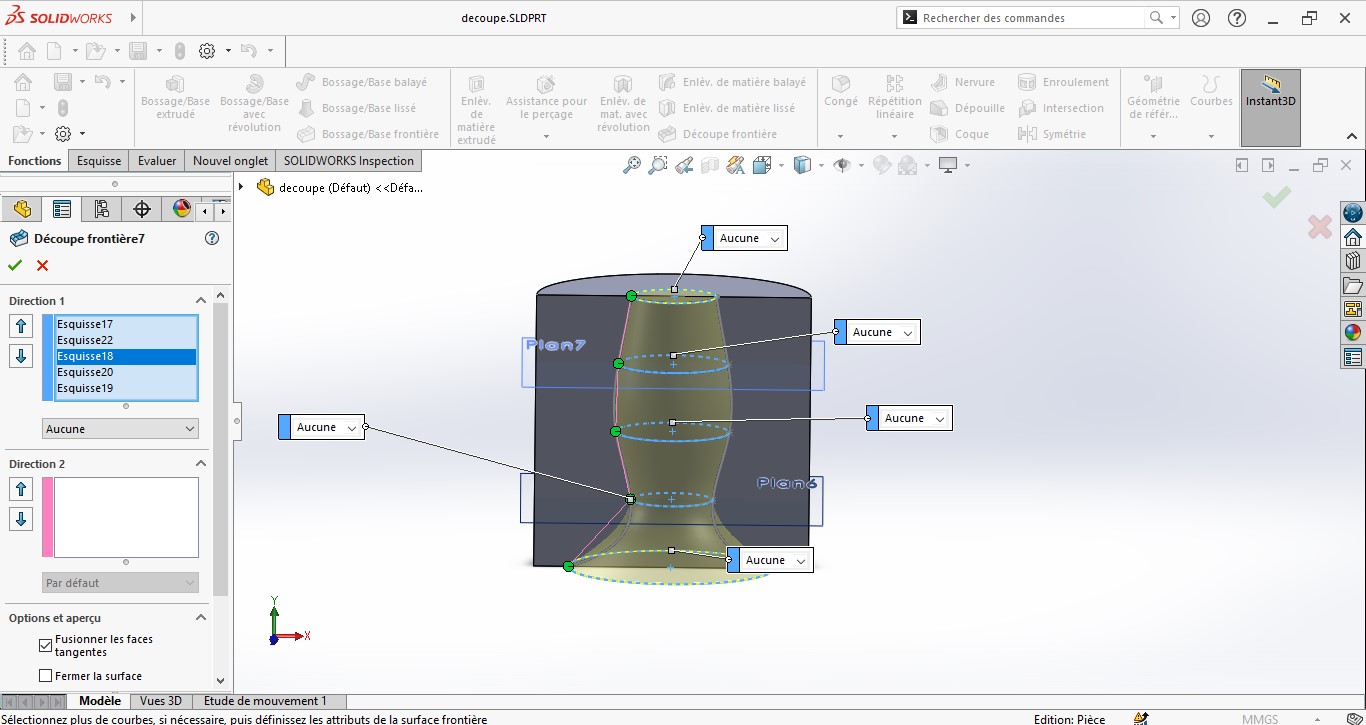 SOLIDWORKS
decoupe.SLDPRT
Rechercher des commandes
Bossage/Base extrudé
Bossage/Base avec révolution
Bossage/Base balayé
Bossage/Base lissé
Bossage/Base frontière
Enlèv. de matière extrudé
Assistance pour le perçage
Enlèv. de mat. avec révolution
Enlèv. de matière balayé
Enlèv. de matière lissé
Découpe frontière
Congé
Répétition linéaire
Nervure
Dépouille
Coque
Enroulement
Intersection
Symétrie
Géométrie de référ...
Courbes
Instant3D
Fonctions
Esquisse
Evaluer
Nouvel onglet
SOLIDWORKS Inspection
decoupe (Défaut) <<Défa...
Découpe frontière7
Direction 1
Esquisse17
Esquisse22
Esquisse18
Esquisse20
Esquisse19
Aucune
Direction 2
Par défaut
Options et aperçu
Fusionner les faces
tangentes
Fermer la surface
Aucune
Aucune
Plan7
Aucune
Aucune
Plan6
Aucune
Y
X
Modèle
Vues 3D
Etude de mouvement 1
Sélectionnez plus de courbes, si nécessaire, puis définissez les attributs de la surface frontière
Edition: Pièce
MMGS